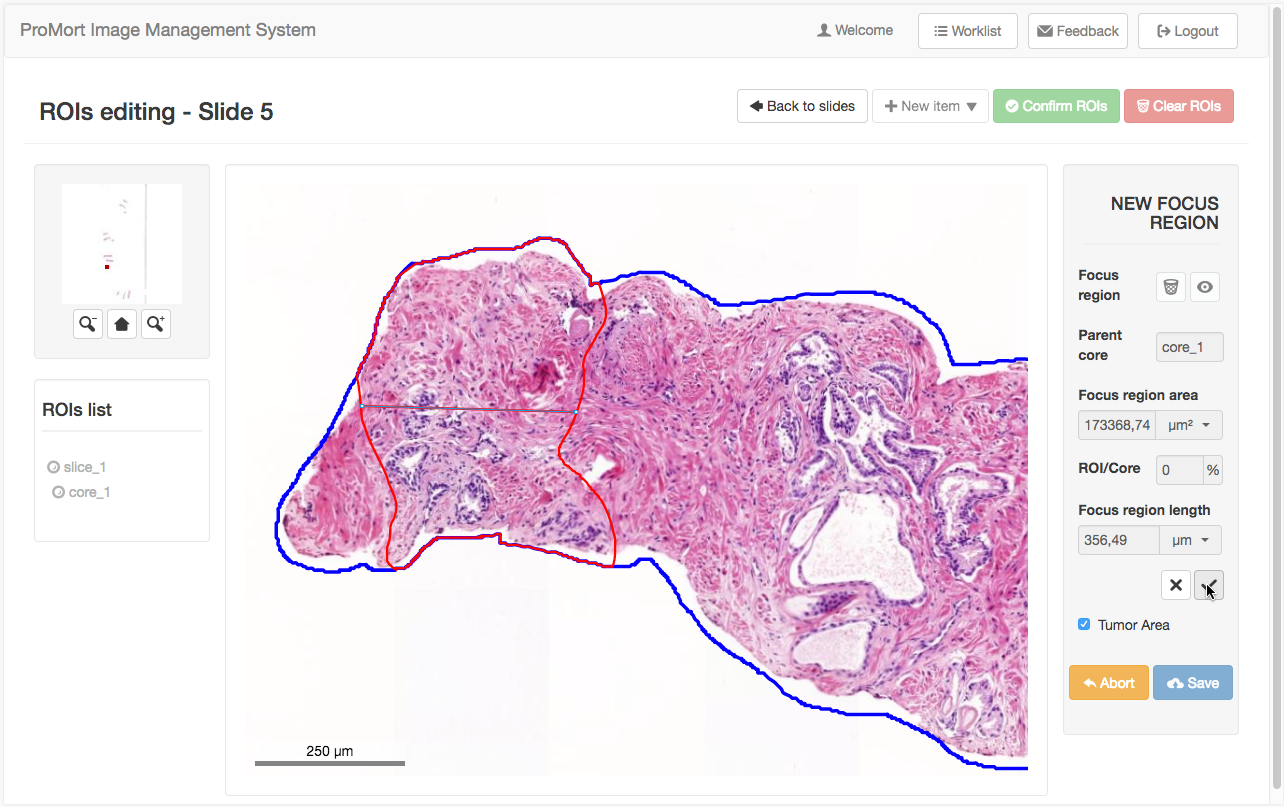 ProMort Image Management System
Welcome
Worklist
Feedback
Logout
ROIs editing - Slide 5
Back to slides
New item
Confirm ROIs
Clear ROIs
ROIs list
slice_1
core_1
250 µm
NEW FOCUS
REGION
Focus
region
Parent
core
core_1
Focus region area
173368,74 µm²
ROI/Core 0 %
Focus region length
356,49 µm
Tumor Area
Abort
Save